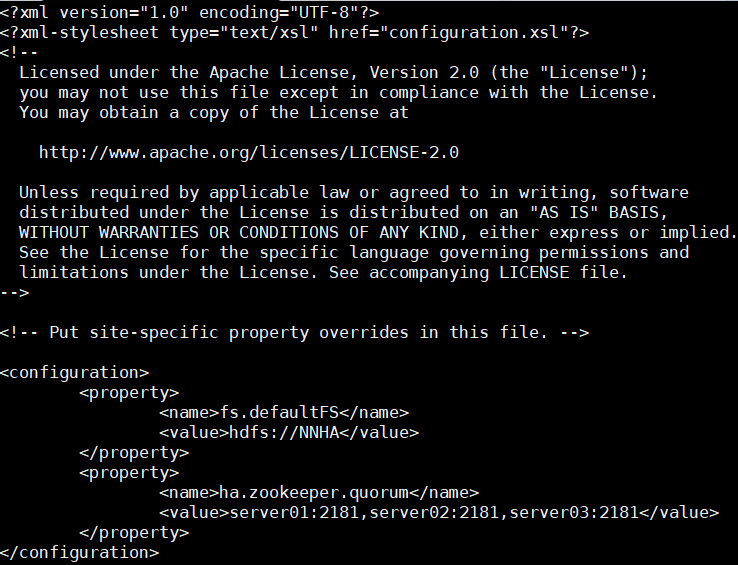 <?xml version="1.0" encoding="UTF-8"?>
<?xml-stylesheet type="text/xsl" href="configuration.xsl"?>
<!--
  Licensed under the Apache License, Version 2.0 (the "License");
  you may not use this file except in compliance with the License.
  You may obtain a copy of the License at

    http://www.apache.org/licenses/LICENSE-2.0

  Unless required by applicable law or agreed to in writing, software
  distributed under the License is distributed on an "AS IS" BASIS,
  WITHOUT WARRANTIES OR CONDITIONS OF ANY KIND, either express or implied.
  See the License for the specific language governing permissions and
  limitations under the License. See accompanying LICENSE file.
-->

<!-- Put site-specific property overrides in this file. -->

<configuration>
        <property>
                <name>fs.defaultFS</name>
                <value>hdfs://NNHA</value>
        </property>
        <property>
                <name>ha.zookeeper.quorum</name>
                <value>server01:2181,server02:2181,server03:2181</value>
        </property>
</configuration>